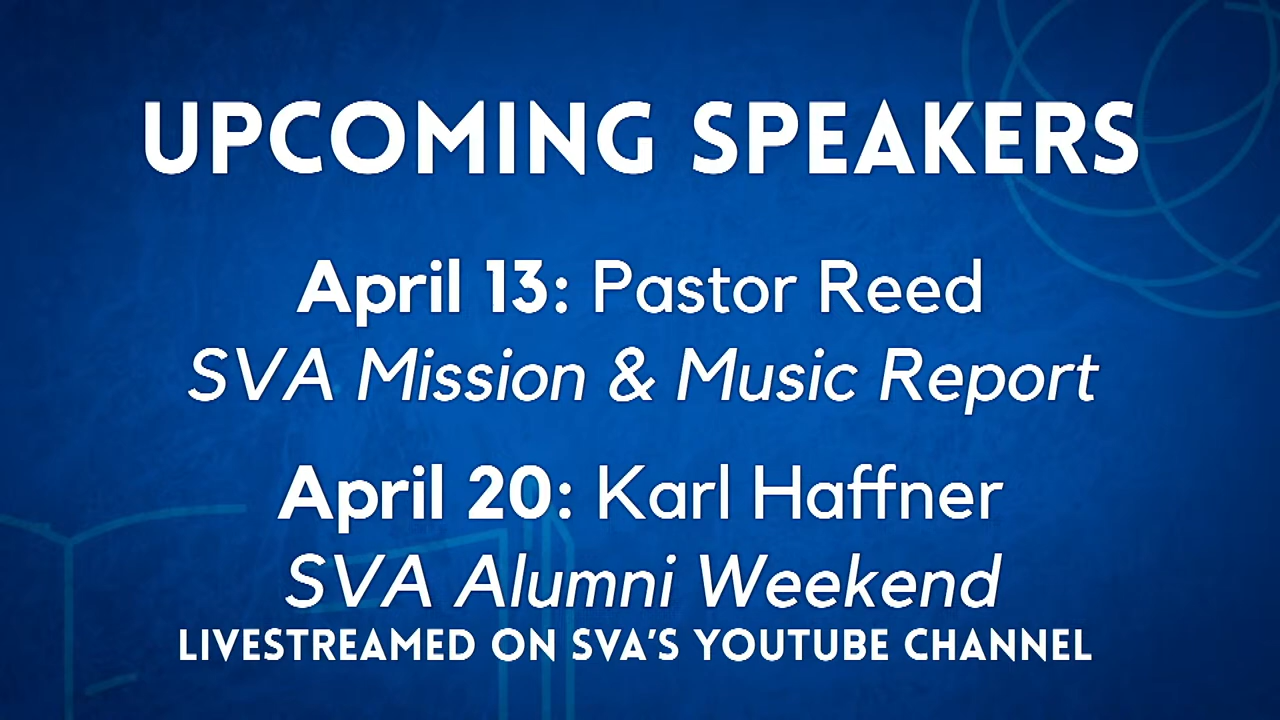 UPCOMING SPEAKERS
April 13: Pastor Reed
SVA Mission & Music Report
April 20: Karl Haffner
SVA Alumni Weekend
LIVESTREAMED ON SVA'S YOUTUBE CHANNEL